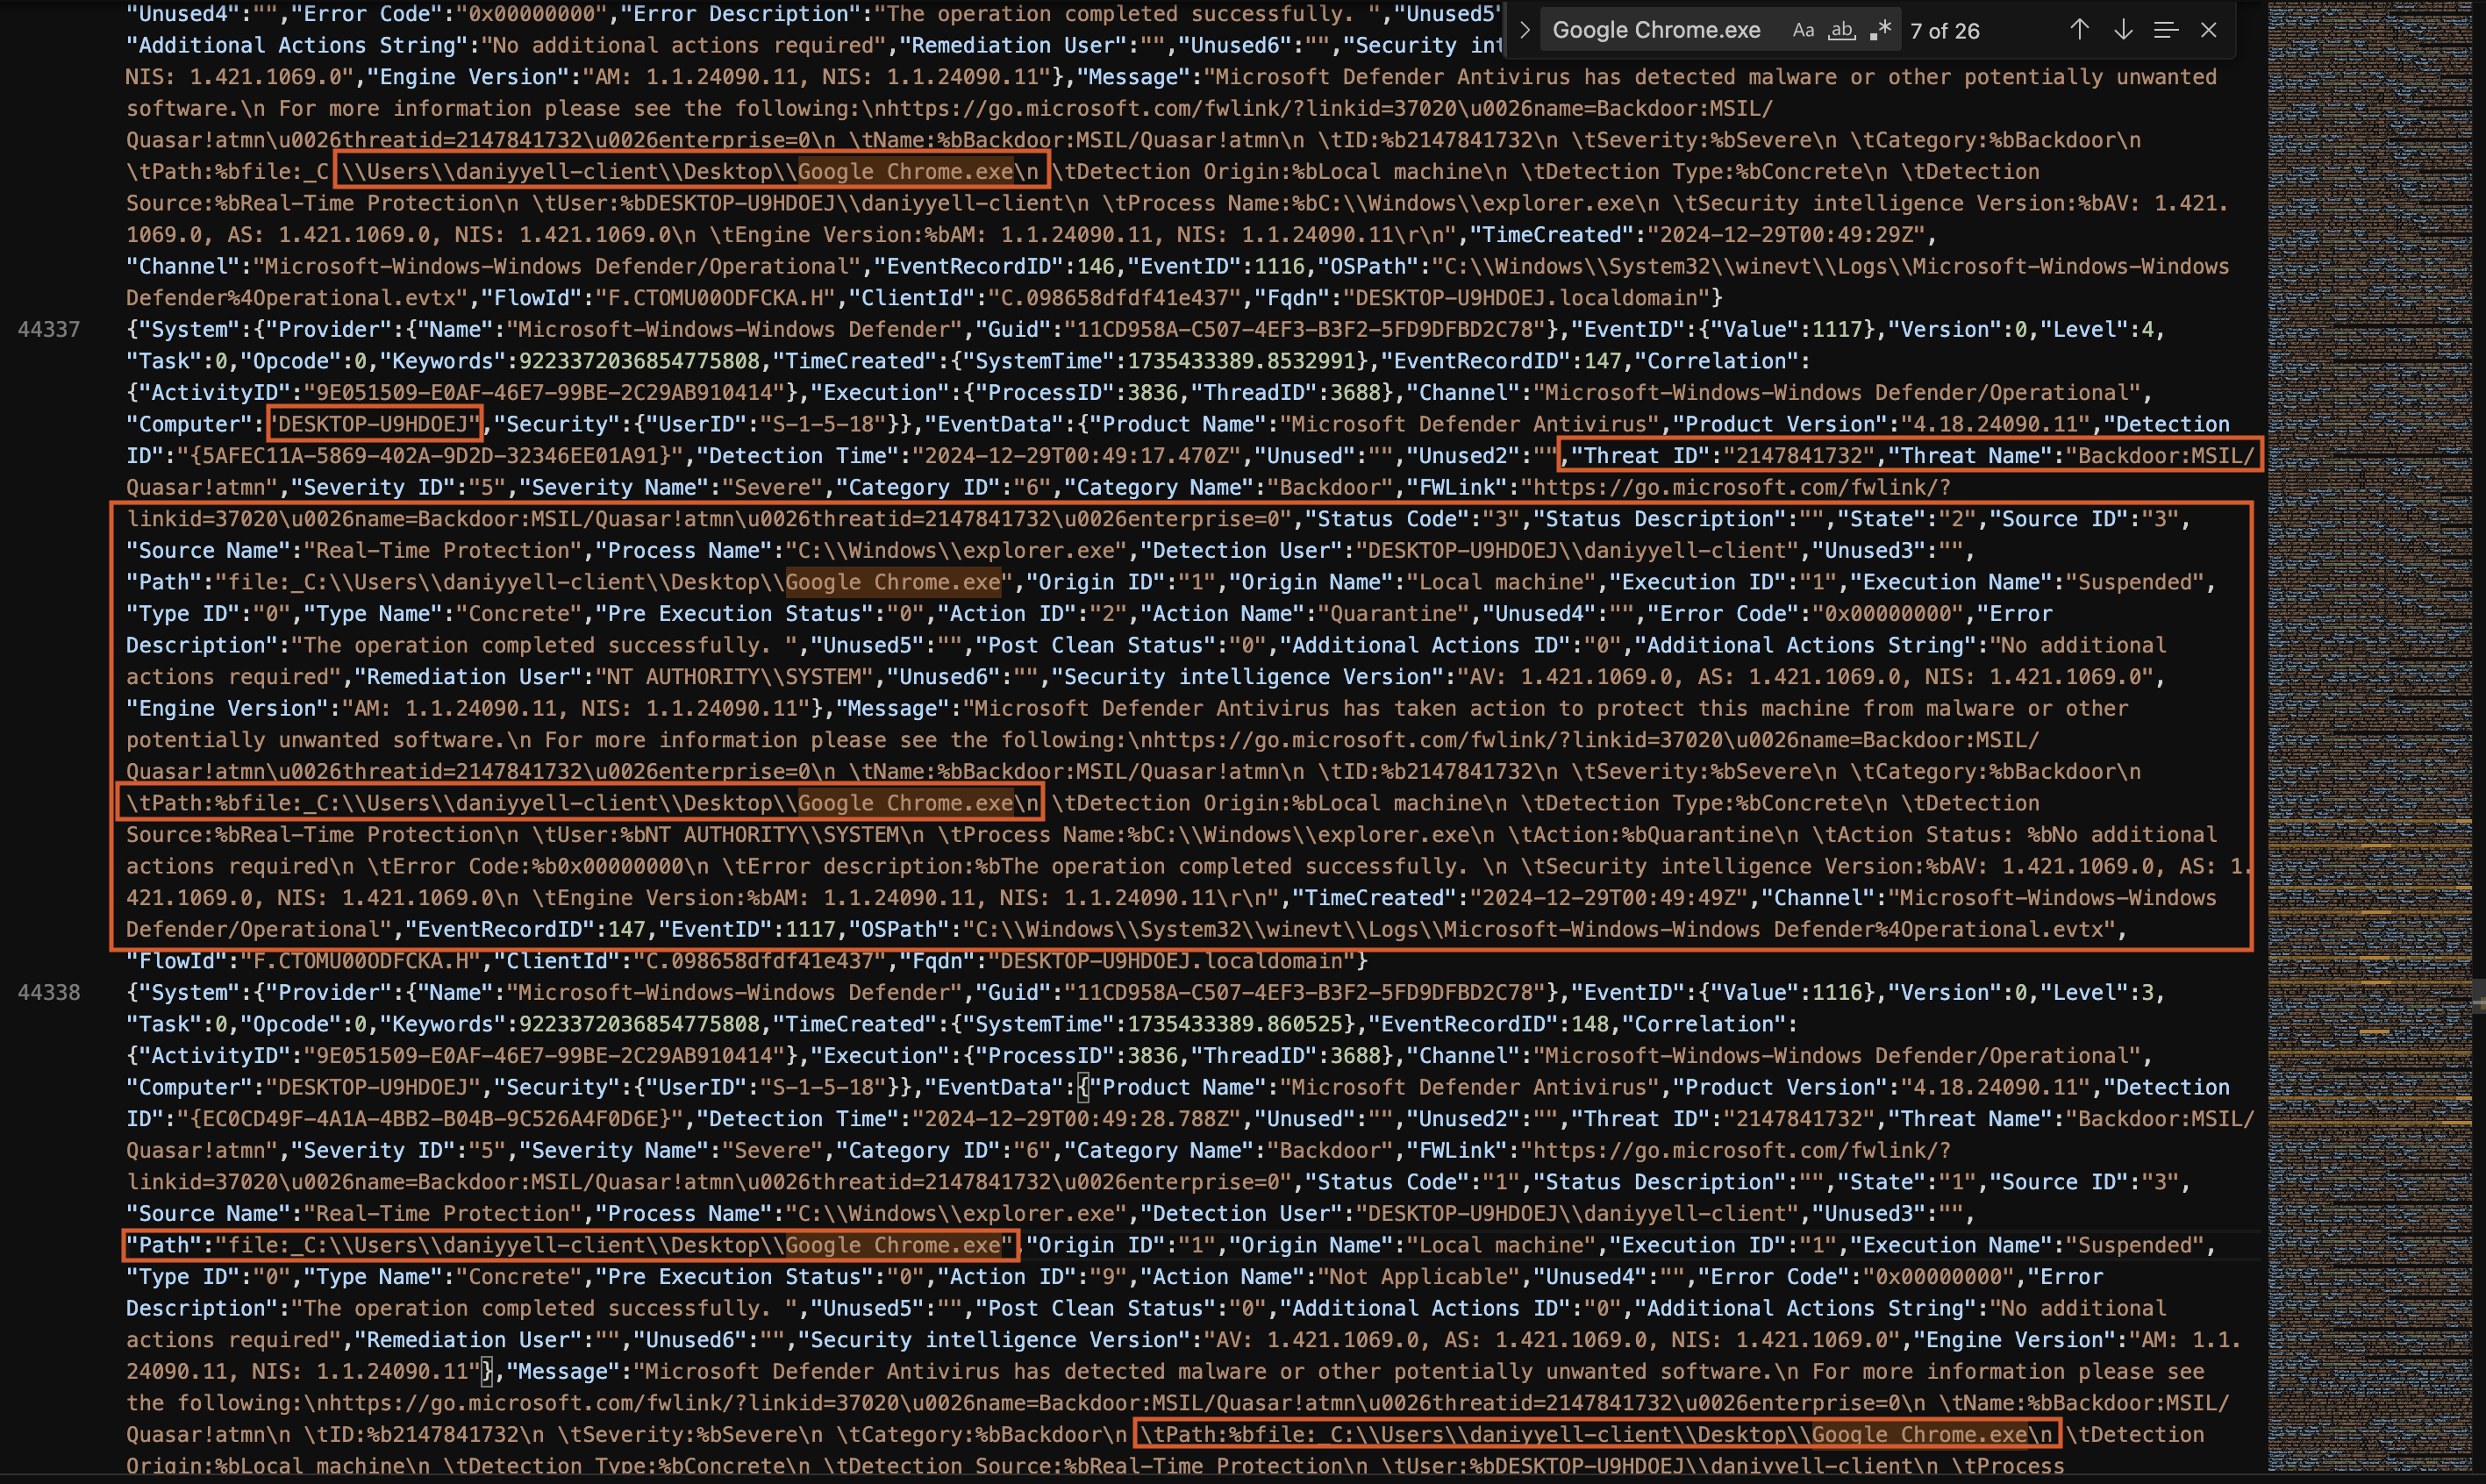 "Unused4":"","Error Code":"0x00000000","Error Description":"The operation completed successfully. ","Unused5"
Google Chrome.exe Aa ab .* 7 of 26
"Additional Actions String":"No additional actions required","Remediation User":"","Unused6":"","Security int
NIS: 1.421.1069.0","Engine Version":"AM: 1.1.24090.11, NIS: 1.1.24090.11"},"Message":"Microsoft Defender Antivirus has detected malware or other potentially unwanted
software.\n For more information please see the following:\nhttps://go.microsoft.com/fwlink/?linkid=37020\u0026name=Backdoor:MSIL/
Quasar!atmn\u0026threatid=2147841732\u0026enterprise=0\n \tName:%bBackdoor:MSIL/Quasar!atmn\n \tID:%b2147841732\n \tSeverity:%bSevere\n \tCategory:%bBackdoor\n
\tPath:%bfile:_C \\Users\\daniyyell-client\\Desktop\\Google Chrome.exe\n \tDetection Origin:%bLocal machine\n \tDetection Type:%bConcrete\n \tDetection
Source:%bReal-Time Protection\n \tUser:%bDESKTOP-U9HDOEJ\\daniyyell-client\n \tProcess Name:%bC:\\Windows\\explorer.exe\n \tSecurity intelligence Version:%bAV: 1.421.
1069.0, AS: 1.421.1069.0, NIS: 1.421.1069.0\n \tEngine Version:%bAM: 1.1.24090.11, NIS: 1.1.24090.11\r\n","TimeCreated":"2024-12-29T00:49:29Z",
"Channel":"Microsoft-Windows-Windows Defender/Operational","EventRecordID":146,"EventID":1116,"OSPath":"C:\\Windows\\System32\\winevt\\Logs\\Microsoft-Windows-Windows
Defender%4Operational.evtx","FlowId":"F.CTOMU00ODFCKA.H","ClientId":"C.098658dfdf41e437","Fqdn":"DESKTOP-U9HDOEJ.localdomain"}
44337 {"System":{"Provider":{"Name":"Microsoft-Windows-Windows Defender","Guid":"11CD958A-C507-4EF3-B3F2-5FD9DFBD2C78"},"EventID":{"Value":1117},"Version":0,"Level":4,
"Task":0,"Opcode":0,"Keywords":9223372036854775808,"TimeCreated":{"SystemTime":1735433389.8532991},"EventRecordID":147,"Correlation":
{"ActivityID":"9E051509-E0AF-46E7-99BE-2C29AB910414"},"Execution":{"ProcessID":3836,"ThreadID":3688},"Channel":"Microsoft-Windows-Windows Defender/Operational",
"Computer":"DESKTOP-U9HDOEJ","Security":{"UserID":"S-1-5-18"}},"EventData":{"Product Name":"Microsoft Defender Antivirus","Product Version":"4.18.24090.11","Detection
ID":"{5AFEC11A-5869-402A-9D2D-32346EE01A91}","Detection Time":"2024-12-29T00:49:17.470Z","Unused":"","Unused2":"","Threat ID":"2147841732","Threat Name":"Backdoor:MSIL/
Quasar!atmn","Severity ID":"5","Severity Name":"Severe","Category ID":"6","Category Name":"Backdoor","FWLink":"https://go.microsoft.com/fwlink/?
linkid=37020\u0026name=Backdoor:MSIL/Quasar!atmn\u0026threatid=2147841732\u0026enterprise=0","Status Code":"3","Status Description":"","State":"2","Source ID":"3",
"Source Name":"Real-Time Protection","Process Name":"C:\\Windows\\explorer.exe","Detection User":"DESKTOP-U9HDOEJ\\daniyyell-client","Unused3":"",
"Path":"file:_C:\\Users\\daniyyell-client\\Desktop\\Google Chrome.exe","Origin ID":"1","Origin Name":"Local machine","Execution ID":"1","Execution Name":"Suspended",
"Type ID":"0","Type Name":"Concrete","Pre Execution Status":"0","Action ID":"2","Action Name":"Quarantine","Unused4":"","Error Code":"0x00000000","Error
Description":"The operation completed successfully. ","Unused5":"","Post Clean Status":"0","Additional Actions ID":"0","Additional Actions String":"No additional
actions required","Remediation User":"NT AUTHORITY\\SYSTEM","Unused6":"","Security intelligence Version":"AV: 1.421.1069.0, AS: 1.421.1069.0, NIS: 1.421.1069.0",
"Engine Version":"AM: 1.1.24090.11, NIS: 1.1.24090.11"},"Message":"Microsoft Defender Antivirus has taken action to protect this machine from malware or other
potentially unwanted software.\n For more information please see the following:\nhttps://go.microsoft.com/fwlink/?linkid=37020\u0026name=Backdoor:MSIL/
Quasar!atmn\u0026threatid=2147841732\u0026enterprise=0\n \tName:%bBackdoor:MSIL/Quasar!atmn\n \tID:%b2147841732\n \tSeverity:%bSevere\n \tCategory:%bBackdoor\n
\tPath:%bfile:_C:\\Users\\daniyyell-client\\Desktop\\Google Chrome.exe\n \tDetection Origin:%bLocal machine\n \tDetection Type:%bConcrete\n \tDetection
Source:%bReal-Time Protection\n \tUser:%bNT AUTHORITY\\SYSTEM\n \tProcess Name:%bC:\\Windows\\explorer.exe\n \tAction:%bQuarantine\n \tAction Status: %bNo additional
actions required\n \tError Code:%b0x00000000\n \tError description:%bThe operation completed successfully. \n \tSecurity intelligence Version:%bAV: 1.421.1069.0, AS: 1.
421.1069.0, NIS: 1.421.1069.0\n \tEngine Version:%bAM: 1.1.24090.11, NIS: 1.1.24090.11\r\n","TimeCreated":"2024-12-29T00:49:49Z","Channel":"Microsoft-Windows-Windows
Defender/Operational","EventRecordID":147,"EventID":1117,"OSPath":"C:\\Windows\\System32\\winevt\\Logs\\Microsoft-Windows-Windows Defender%4Operational.evtx",
"FlowId":"F.CTOMU00ODFCKA.H","ClientId":"C.098658dfdf41e437","Fqdn":"DESKTOP-U9HDOEJ.localdomain"}
44338 {"System":{"Provider":{"Name":"Microsoft-Windows-Windows Defender","Guid":"11CD958A-C507-4EF3-B3F2-5FD9DFBD2C78"},"EventID":{"Value":1116},"Version":0,"Level":3,
"Task":0,"Opcode":0,"Keywords":9223372036854775808,"TimeCreated":{"SystemTime":1735433389.860525},"EventRecordID":148,"Correlation":
{"ActivityID":"9E051509-E0AF-46E7-99BE-2C29AB910414"},"Execution":{"ProcessID":3836,"ThreadID":3688},"Channel":"Microsoft-Windows-Windows Defender/Operational",
"Computer":"DESKTOP-U9HDOEJ","Security":{"UserID":"S-1-5-18"}},"EventData":{"Product Name":"Microsoft Defender Antivirus","Product Version":"4.18.24090.11","Detection
ID":"{EC0CD49F-4A1A-4BB2-B04B-9C526A4F0D6E}","Detection Time":"2024-12-29T00:49:28.788Z","Unused":"","Unused2":"","Threat ID":"2147841732","Threat Name":"Backdoor:MSIL/
Quasar!atmn","Severity ID":"5","Severity Name":"Severe","Category ID":"6","Category Name":"Backdoor","FWLink":"https://go.microsoft.com/fwlink/?
linkid=37020\u0026name=Backdoor:MSIL/Quasar!atmn\u0026threatid=2147841732\u0026enterprise=0","Status Code":"1","Status Description":"","State":"1","Source ID":"3",
"Source Name":"Real-Time Protection","Process Name":"C:\\Windows\\explorer.exe","Detection User":"DESKTOP-U9HDOEJ\\daniyyell-client","Unused3":"",
"Path":"file:_C:\\Users\\daniyyell-client\\Desktop\\Google Chrome.exe","Origin ID":"1","Origin Name":"Local machine","Execution ID":"1","Execution Name":"Suspended",
"Type ID":"0","Type Name":"Concrete","Pre Execution Status":"0","Action ID":"9","Action Name":"Not Applicable","Unused4":"","Error Code":"0x00000000","Error
Description":"The operation completed successfully. ","Unused5":"","Post Clean Status":"0","Additional Actions ID":"0","Additional Actions String":"No additional
actions required","Remediation User":"","Unused6":"","Security intelligence Version":"AV: 1.421.1069.0, AS: 1.421.1069.0, NIS: 1.421.1069.0","Engine Version":"AM: 1.1.
24090.11, NIS: 1.1.24090.11"},"Message":"Microsoft Defender Antivirus has detected malware or other potentially unwanted software.\n For more information please see
the following:\nhttps://go.microsoft.com/fwlink/?linkid=37020\u0026name=Backdoor:MSIL/Quasar!atmn\u0026threatid=2147841732\u0026enterprise=0\n \tName:%bBackdoor:MSIL/
Quasar!atmn\n \tID:%b2147841732\n \tSeverity:%bSevere\n \tCategory:%bBackdoor\n \tPath:%bfile:_C:\\Users\\daniyyell-client\\Desktop\\Google Chrome.exe\n \tDetection
Origin:%bLocal machine\n \tDetection Type:%bConcrete\n \tDetection Source:%bReal-Time Protection\n \tUser:%bDESKTOP-U9HDOEJ\\daniyyell-client\n \tProcess